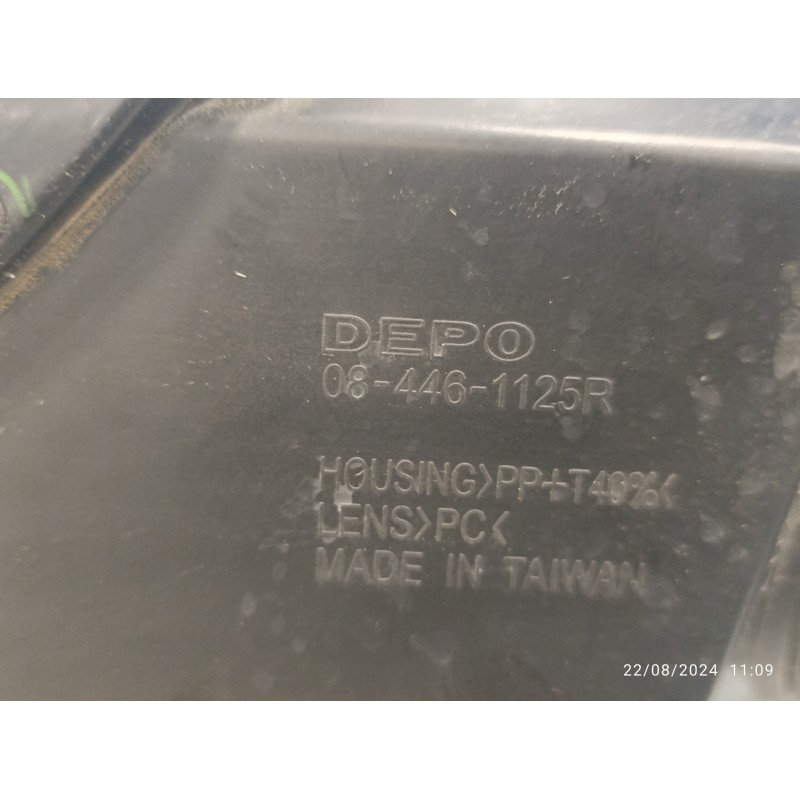 DEPO
08-446-1125R
HOUSING>PP+T40%<
LENS>PC<
MADE IN TAIWAN
22/08/2024 11:09